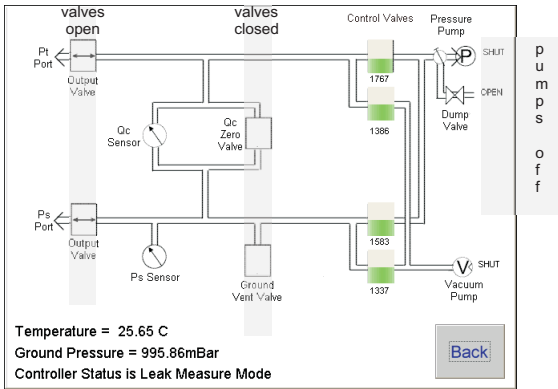 valves
open
valves
closed
Control Valves
Pressure
Pump
Pt
Port
Output
Valve
1767
P
SHUT
OPEN
Dump
Valve
pumps off
Qc
Sensor
Qc
Zero
Valve
1386
Ps
Port
Output
Valve
1583
Ps Sensor
Ground
Vent Valve
1337
V
SHUT
Vacuum
Pump
Temperature = 25.65 C
Ground Pressure = 995.86mBar
Controller Status is Leak Measure Mode
Back